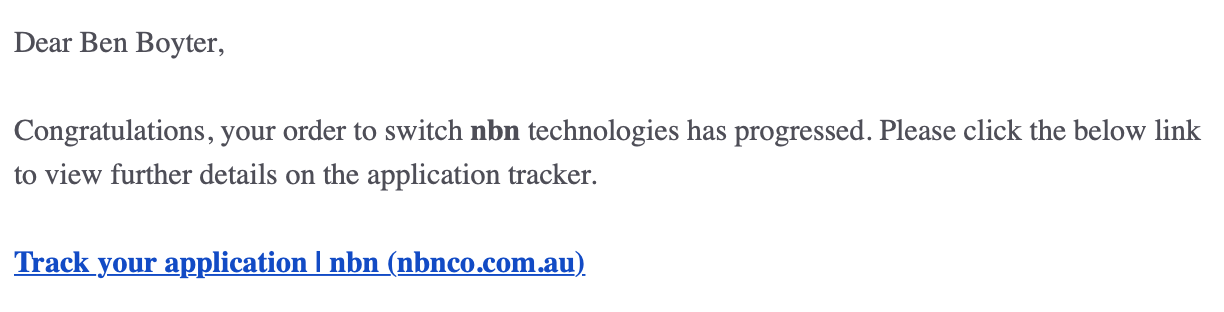 Dear Ben Boyter,
Congratulations, your order to switch nbn technologies has progressed. Please click the below link
to view further details on the application tracker.
Track your application | nbn (nbnco.com.au)